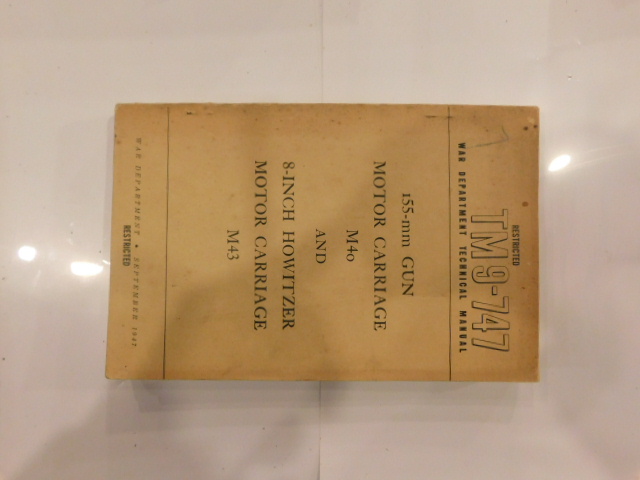 RESTRICTED
TM 9-747
WAR DEPARTMENT TECHNICAL MANUAL
155-mm GUN
MOTOR CARRIAGE
M40
AND
8-INCH HOWITZER
MOTOR CARRIAGE
M43
WAR DEPARTMENT • SEPTEMBER 1947
RESTRICTED